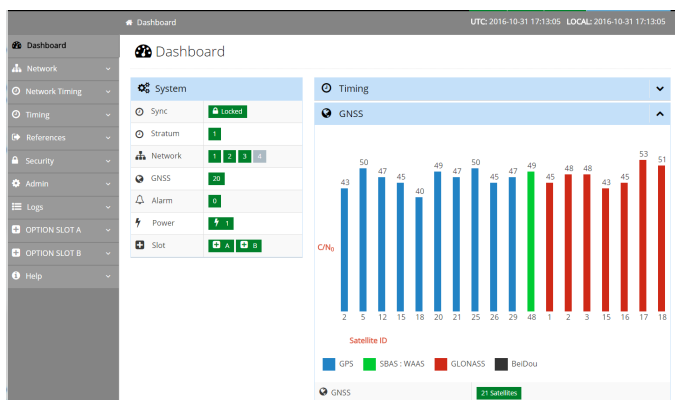 Dashboard
UTC: 2016-10-31 17:13:05 LOCAL: 2016-10-31 17:13:05
Dashboard
Network
Network Timing
Timing
References
Security
Admin
Logs
OPTION SLOT A
OPTION SLOT B
Help
Dashboard
System
Sync Locked
Stratum 1
Network 1 2 3 4
GNSS 20
Alarm 0
Power 1
Slot A B
Timing
GNSS
43 50 47 45 40 49 47 50 45 47 49 45 48 48 43 45 53 51
C/N₀
2 5 12 15 18 20 21 25 26 29 48 1 2 3 15 16 17 18
Satellite ID
GPS SBAS : WAAS GLONASS BeiDou
GNSS 21 Satellites